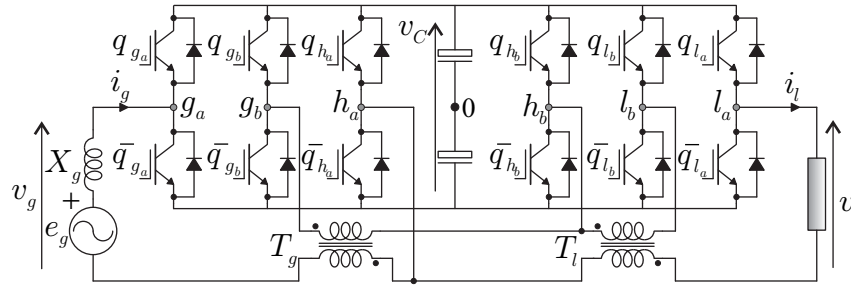 q_{g_a} q_{g_b} q_{h_a} v_C q_{h_b} q_{l_b} q_{l_a}
i_g g_a g_b h_a 0 h_b l_b l_a i_l
X_g q̄_{g_a} q̄_{g_b} q̄_{h_a} q̄_{h_b} q̄_{l_b} q̄_{l_a}
v_g + e_g v
T_g T_l